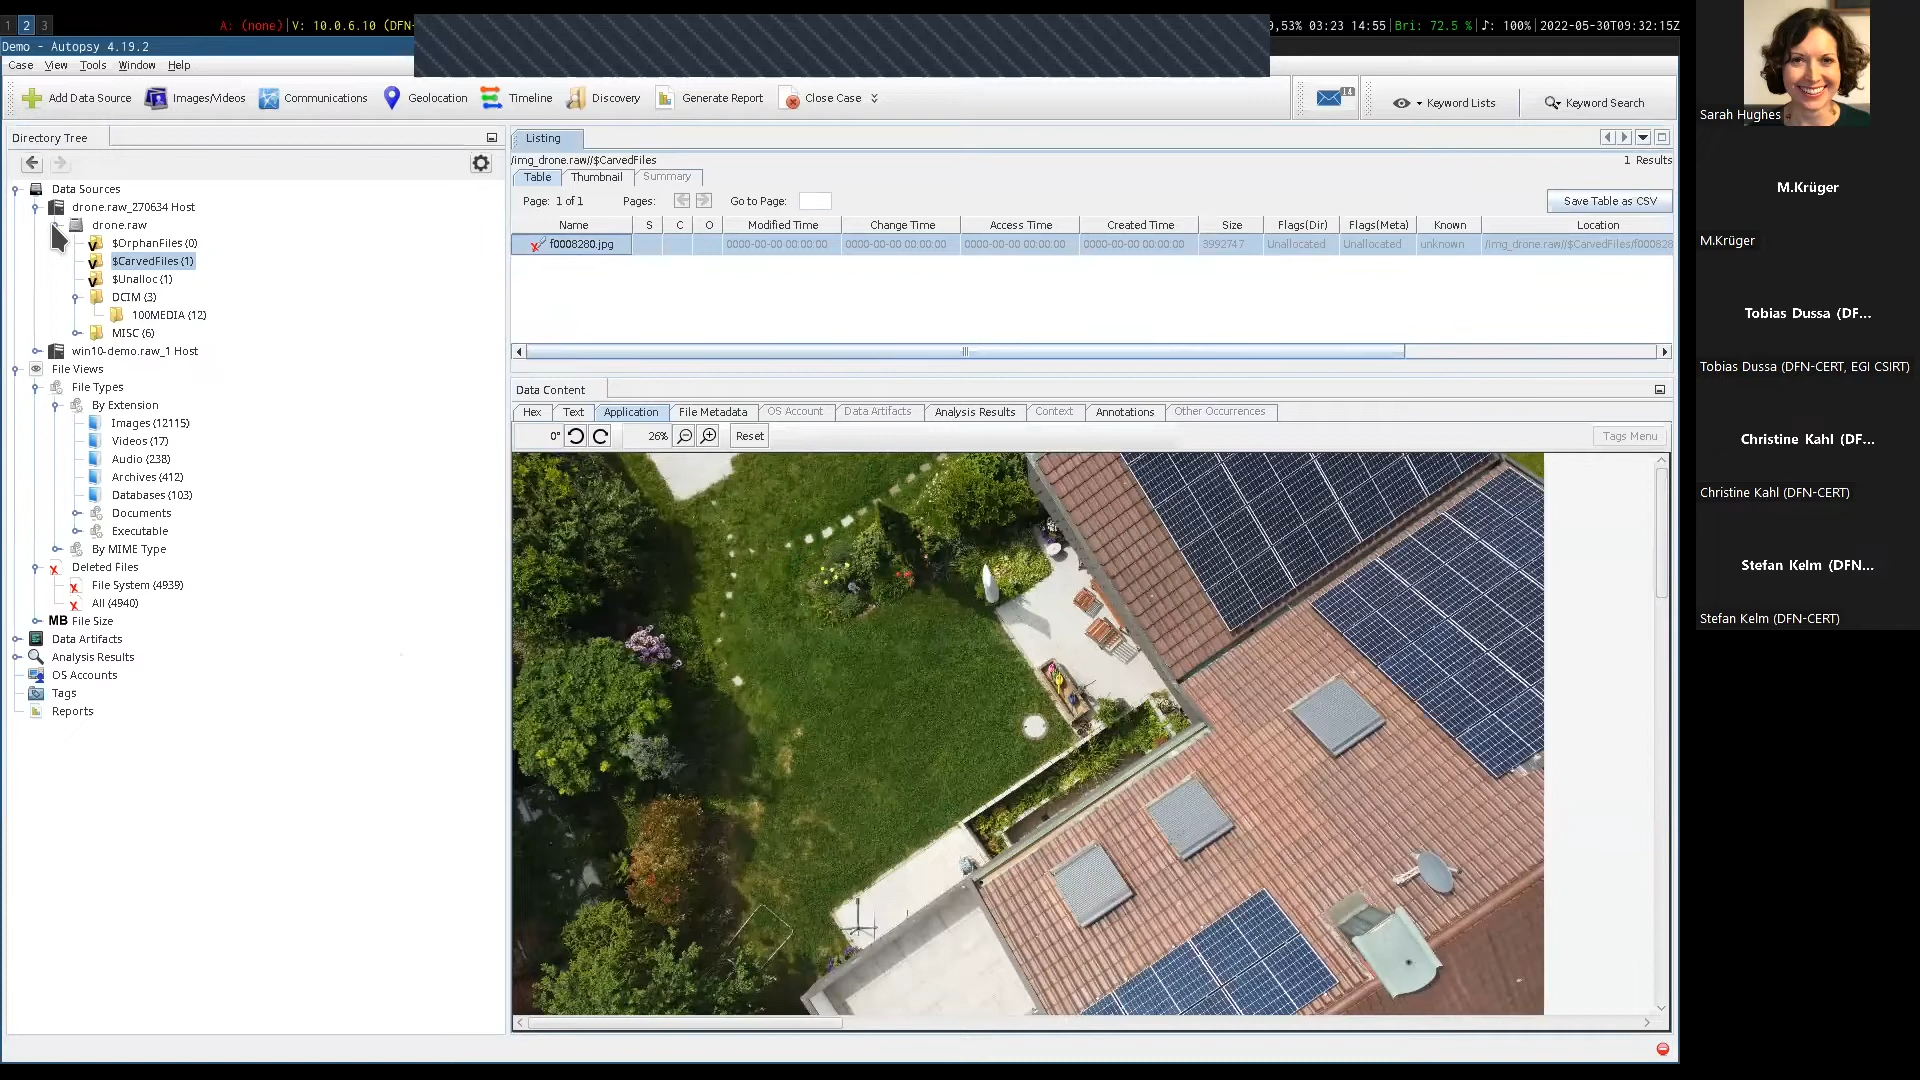 1 2 3
A: (none)|V: 10.0.6.10 (DFN-
,53% 03:23 14:55|Bri: 72.5 %|♪: 100%|2022-05-30T09:32:15Z
Demo - Autopsy 4.19.2
Case View Tools Window Help
Add Data Source Images/Videos Communications Geolocation Timeline Discovery Generate Report Close Case 14 Keyword Lists Keyword Search
Directory Tree
Data Sources
drone.raw_270634 Host
drone.raw
$OrphanFiles (0)
$CarvedFiles (1)
$Unalloc (1)
DCIM (3)
100MEDIA (12)
MISC (6)
win10-demo.raw_1 Host
File Views
File Types
By Extension
Images (12115)
Videos (17)
Audio (238)
Archives (412)
Databases (103)
Documents
Executable
By MIME Type
Deleted Files
File System (4939)
All (4940)
MB File Size
Data Artifacts
Analysis Results
OS Accounts
Tags
Reports
Listing
/img_drone.raw//$CarvedFiles 1 Results
Table Thumbnail Summary
Page: 1 of 1 Pages: Go to Page: Save Table as CSV
Name S C O Modified Time Change Time Access Time Created Time Size Flags(Dir) Flags(Meta) Known Location
f0008280.jpg 0000-00-00 00:00:00 0000-00-00 00:00:00 0000-00-00 00:00:00 0000-00-00 00:00:00 3992747 Unallocated Unallocated unknown /img_drone.raw//$CarvedFiles/f000828
Data Content
Hex Text Application File Metadata OS Account Data Artifacts Analysis Results Context Annotations Other Occurrences
0° 26% Reset Tags Menu
Sarah Hughes
M.Krüger
M.Krüger
Tobias Dussa (DF...
Tobias Dussa (DFN-CERT, EGI CSIRT)
Christine Kahl (DF...
Christine Kahl (DFN-CERT)
Stefan Kelm (DFN...
Stefan Kelm (DFN-CERT)